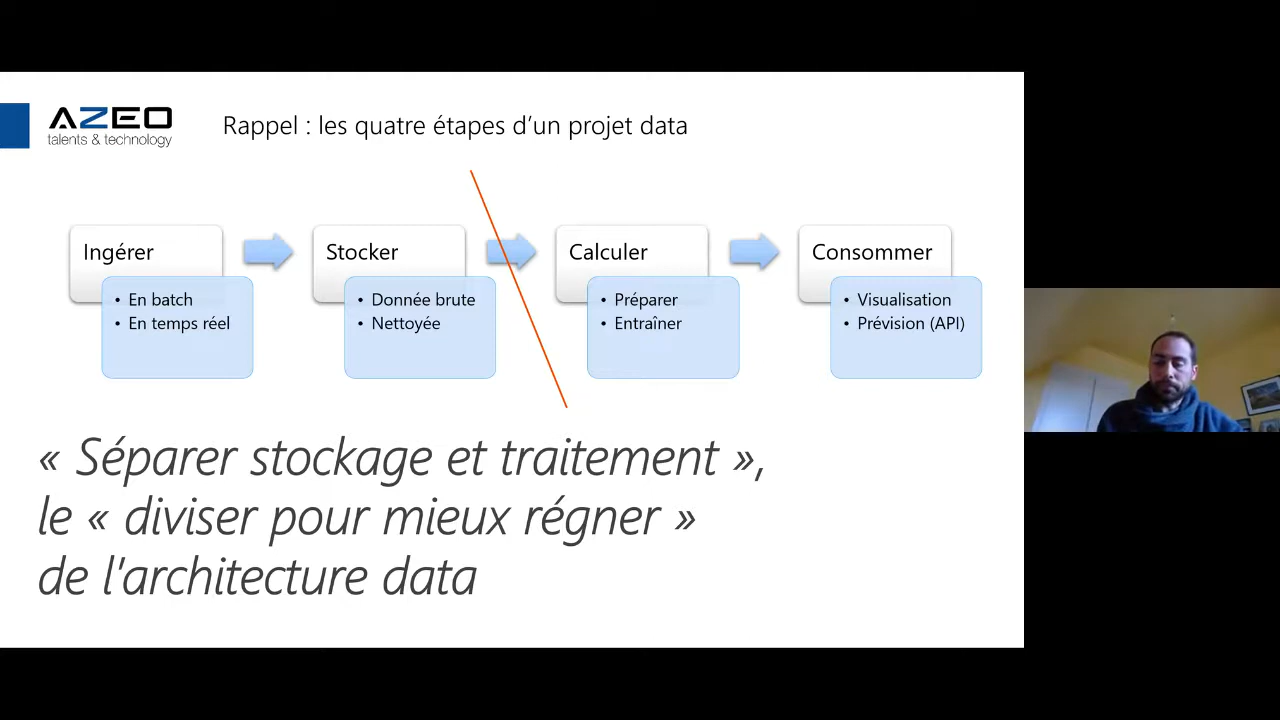 AZEO
talents & technology
Rappel : les quatre étapes d’un projet data
Ingérer
• En batch
• En temps réel
Stocker
• Donnée brute
• Nettoyée
Calculer
• Préparer
• Entraîner
Consommer
• Visualisation
• Prévision (API)
« Séparer stockage et traitement »,
le « diviser pour mieux régner »
de l'architecture data